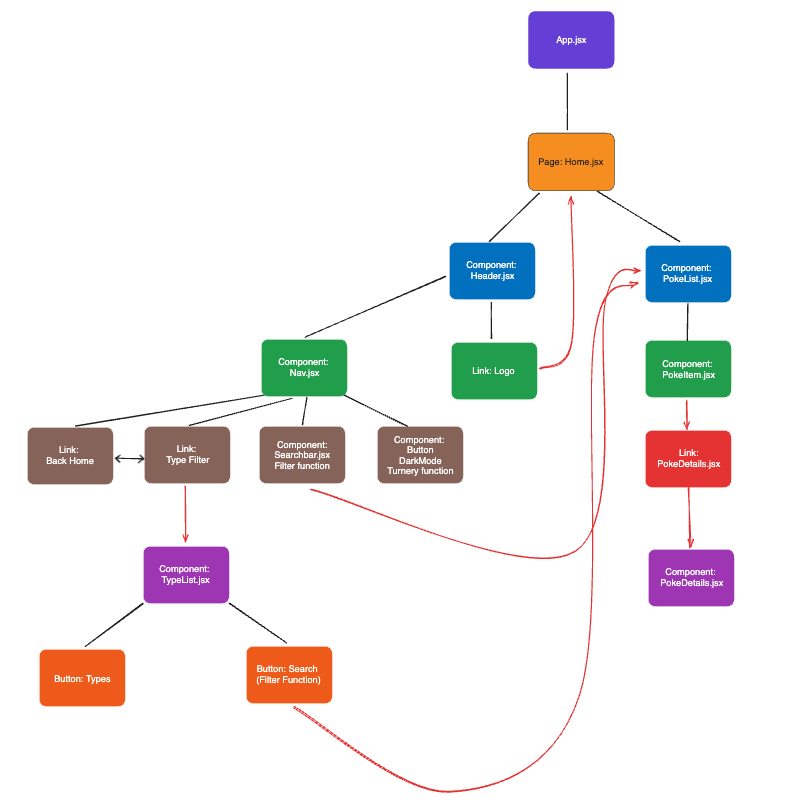 App.jsx
Page: Home.jsx
Component:
Header.jsx
Component:
PokeList.jsx
Component:
Nav.jsx
Link: Logo
Component:
PokeItem.jsx
Link:
Back Home
Link:
Type Filter
Component:
Searchbar.jsx
Filter function
Component:
Button
DarkMode
Turnery function
Link:
PokeDetails.jsx
Component:
TypeList.jsx
Component:
PokeDetails.jsx
Button: Types
Button: Search
(Filter Function)